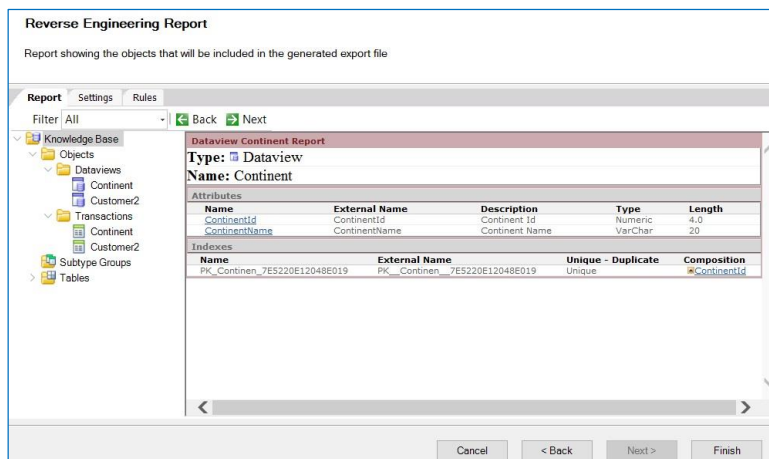 Reverse Engineering Report
Report showing the objects that will be included in the generated export file
Report Settings Rules
Filter All Back Next
Knowledge Base
Objects
Dataviews
Continent
Customer2
Transactions
Continent
Customer2
Subtype Groups
Tables
Dataview Continent Report
Type: Dataview
Name: Continent
Attributes
Name External Name Description Type Length
ContinentId ContinentId Continent Id Numeric 4.0
ContinentName ContinentName Continent Name VarChar 20
Indexes
Name External Name Unique - Duplicate Composition
PK_Continen_7E5220E12048E019 PK__Continen__7E5220E12048E019 Unique ContinentId
Cancel < Back Next > Finish